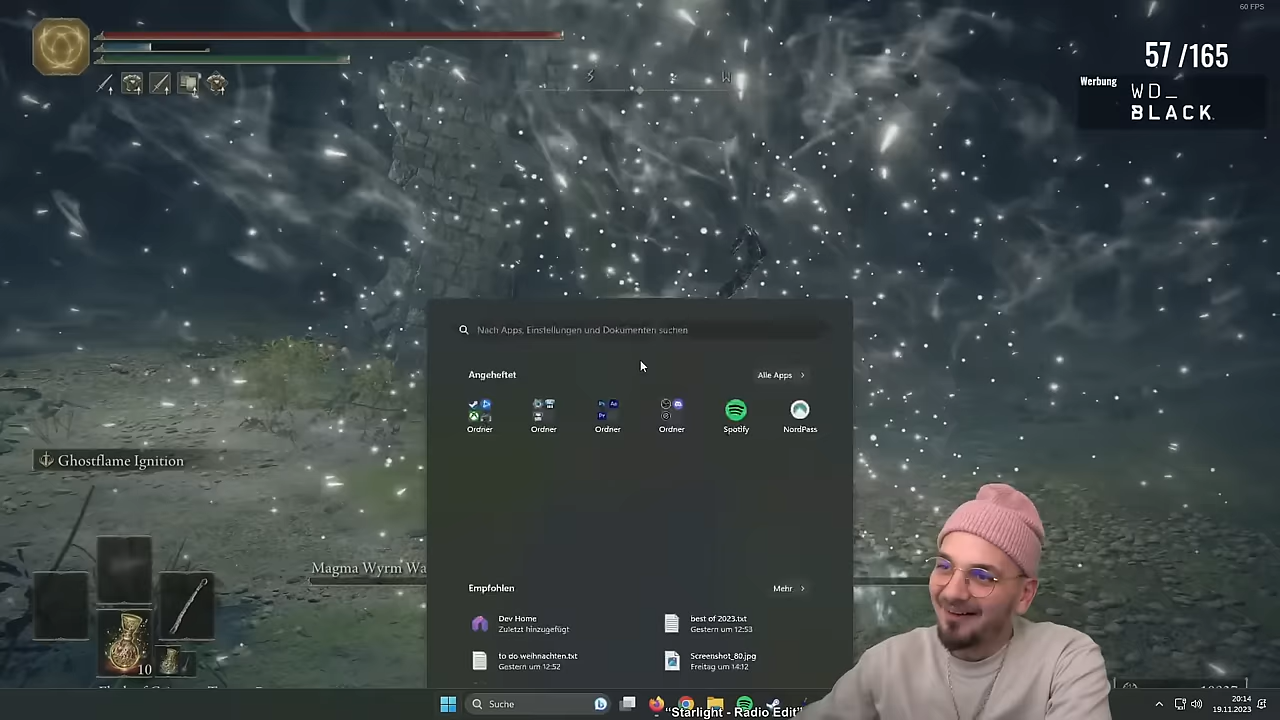 60 FPS
57 /165
Werbung
WD_
BLACK.
S
W
Nach Apps, Einstellungen und Dokumenten suchen
Angeheftet
Alle Apps
Ordner
Ordner
Ordner
Ordner
Spotify
NordPass
Ghostflame Ignition
Magma Wyrm
10
Empfohlen
Mehr
Dev Home
Zuletzt hinzugefügt
best of 2023.txt
Gestern um 12:53
to do weihnachten.txt
Gestern um 12:52
Screenshot_80.jpg
Freitag um 14:12
Suche
"Starlight - Radio Edit"
20:14
19.11.2023